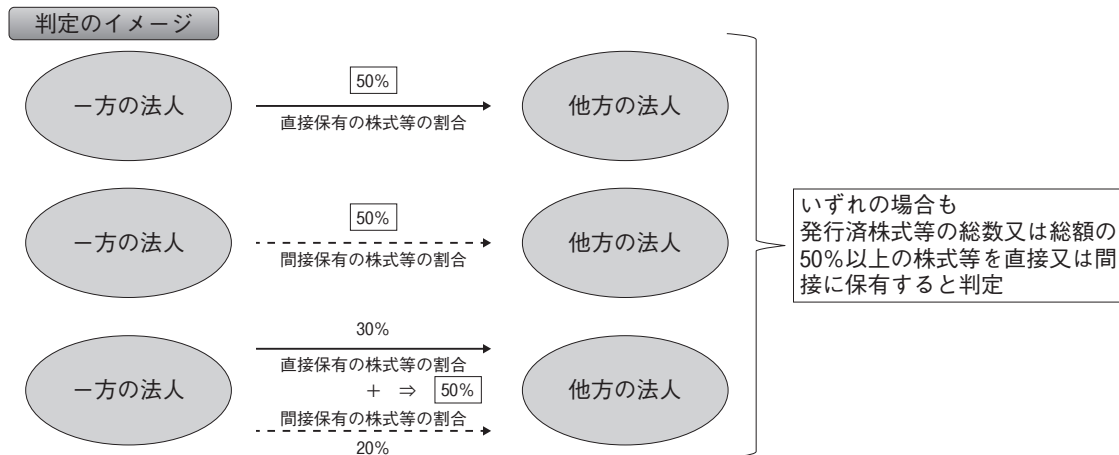 判定のイメージ
一方の法人
50%
直接保有の株式等の割合
他方の法人
一方の法人
50%
間接保有の株式等の割合
他方の法人
一方の法人
30%
直接保有の株式等の割合
+ ⇒ 50%
間接保有の株式等の割合
20%
他方の法人
いずれの場合も
発行済株式等の総数又は総額の
50%以上の株式等を直接又は間
接に保有すると判定